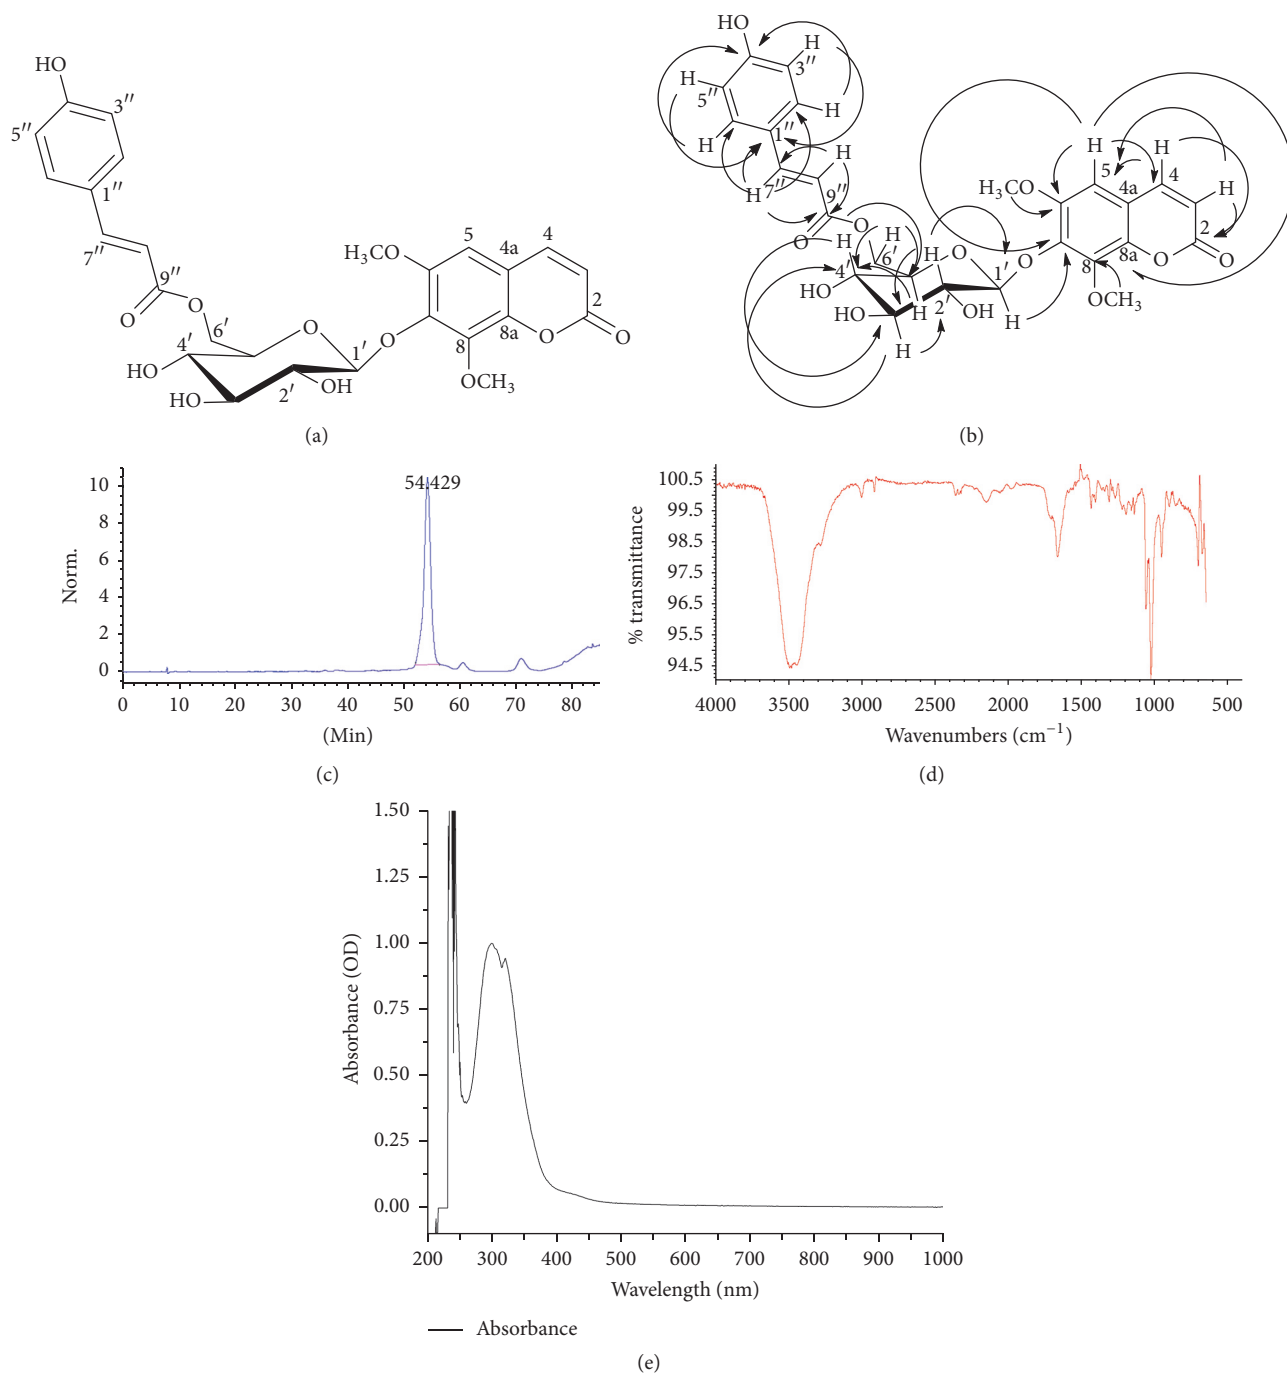 HO
3″
5″
1″
7″
9″
O
O
6′
4′
HO
HO
2′
O
OH
1′
O
H₃C
O
5
4a
4
2
O
O
8a
8
OCH₃
(a)
HO
H
3″
H
5″
H
H
1″
H
H
7″
9″
O
O
H
H
6′
4′
HO
HO
H
H
H
2′
OH
O
1′
H
O
H₃C
O
H
H
5
4
4a
H
2
O
O
8a
8
O
CH₃
(b)
54.429
10
8
6
4
2
0
Norm.
0 10 20 30 40 50 60 70 80
(Min)
(c)
100.5
99.5
98.5
97.5
96.5
95.5
94.5
% transmittance
4000 3500 3000 2500 2000 1500 1000 500
Wavenumbers (cm⁻¹)
(d)
1.50
1.25
1.00
0.75
0.50
0.25
0.00
Absorbance (OD)
200 300 400 500 600 700 800 900 1000
Wavelength (nm)
Absorbance
(e)